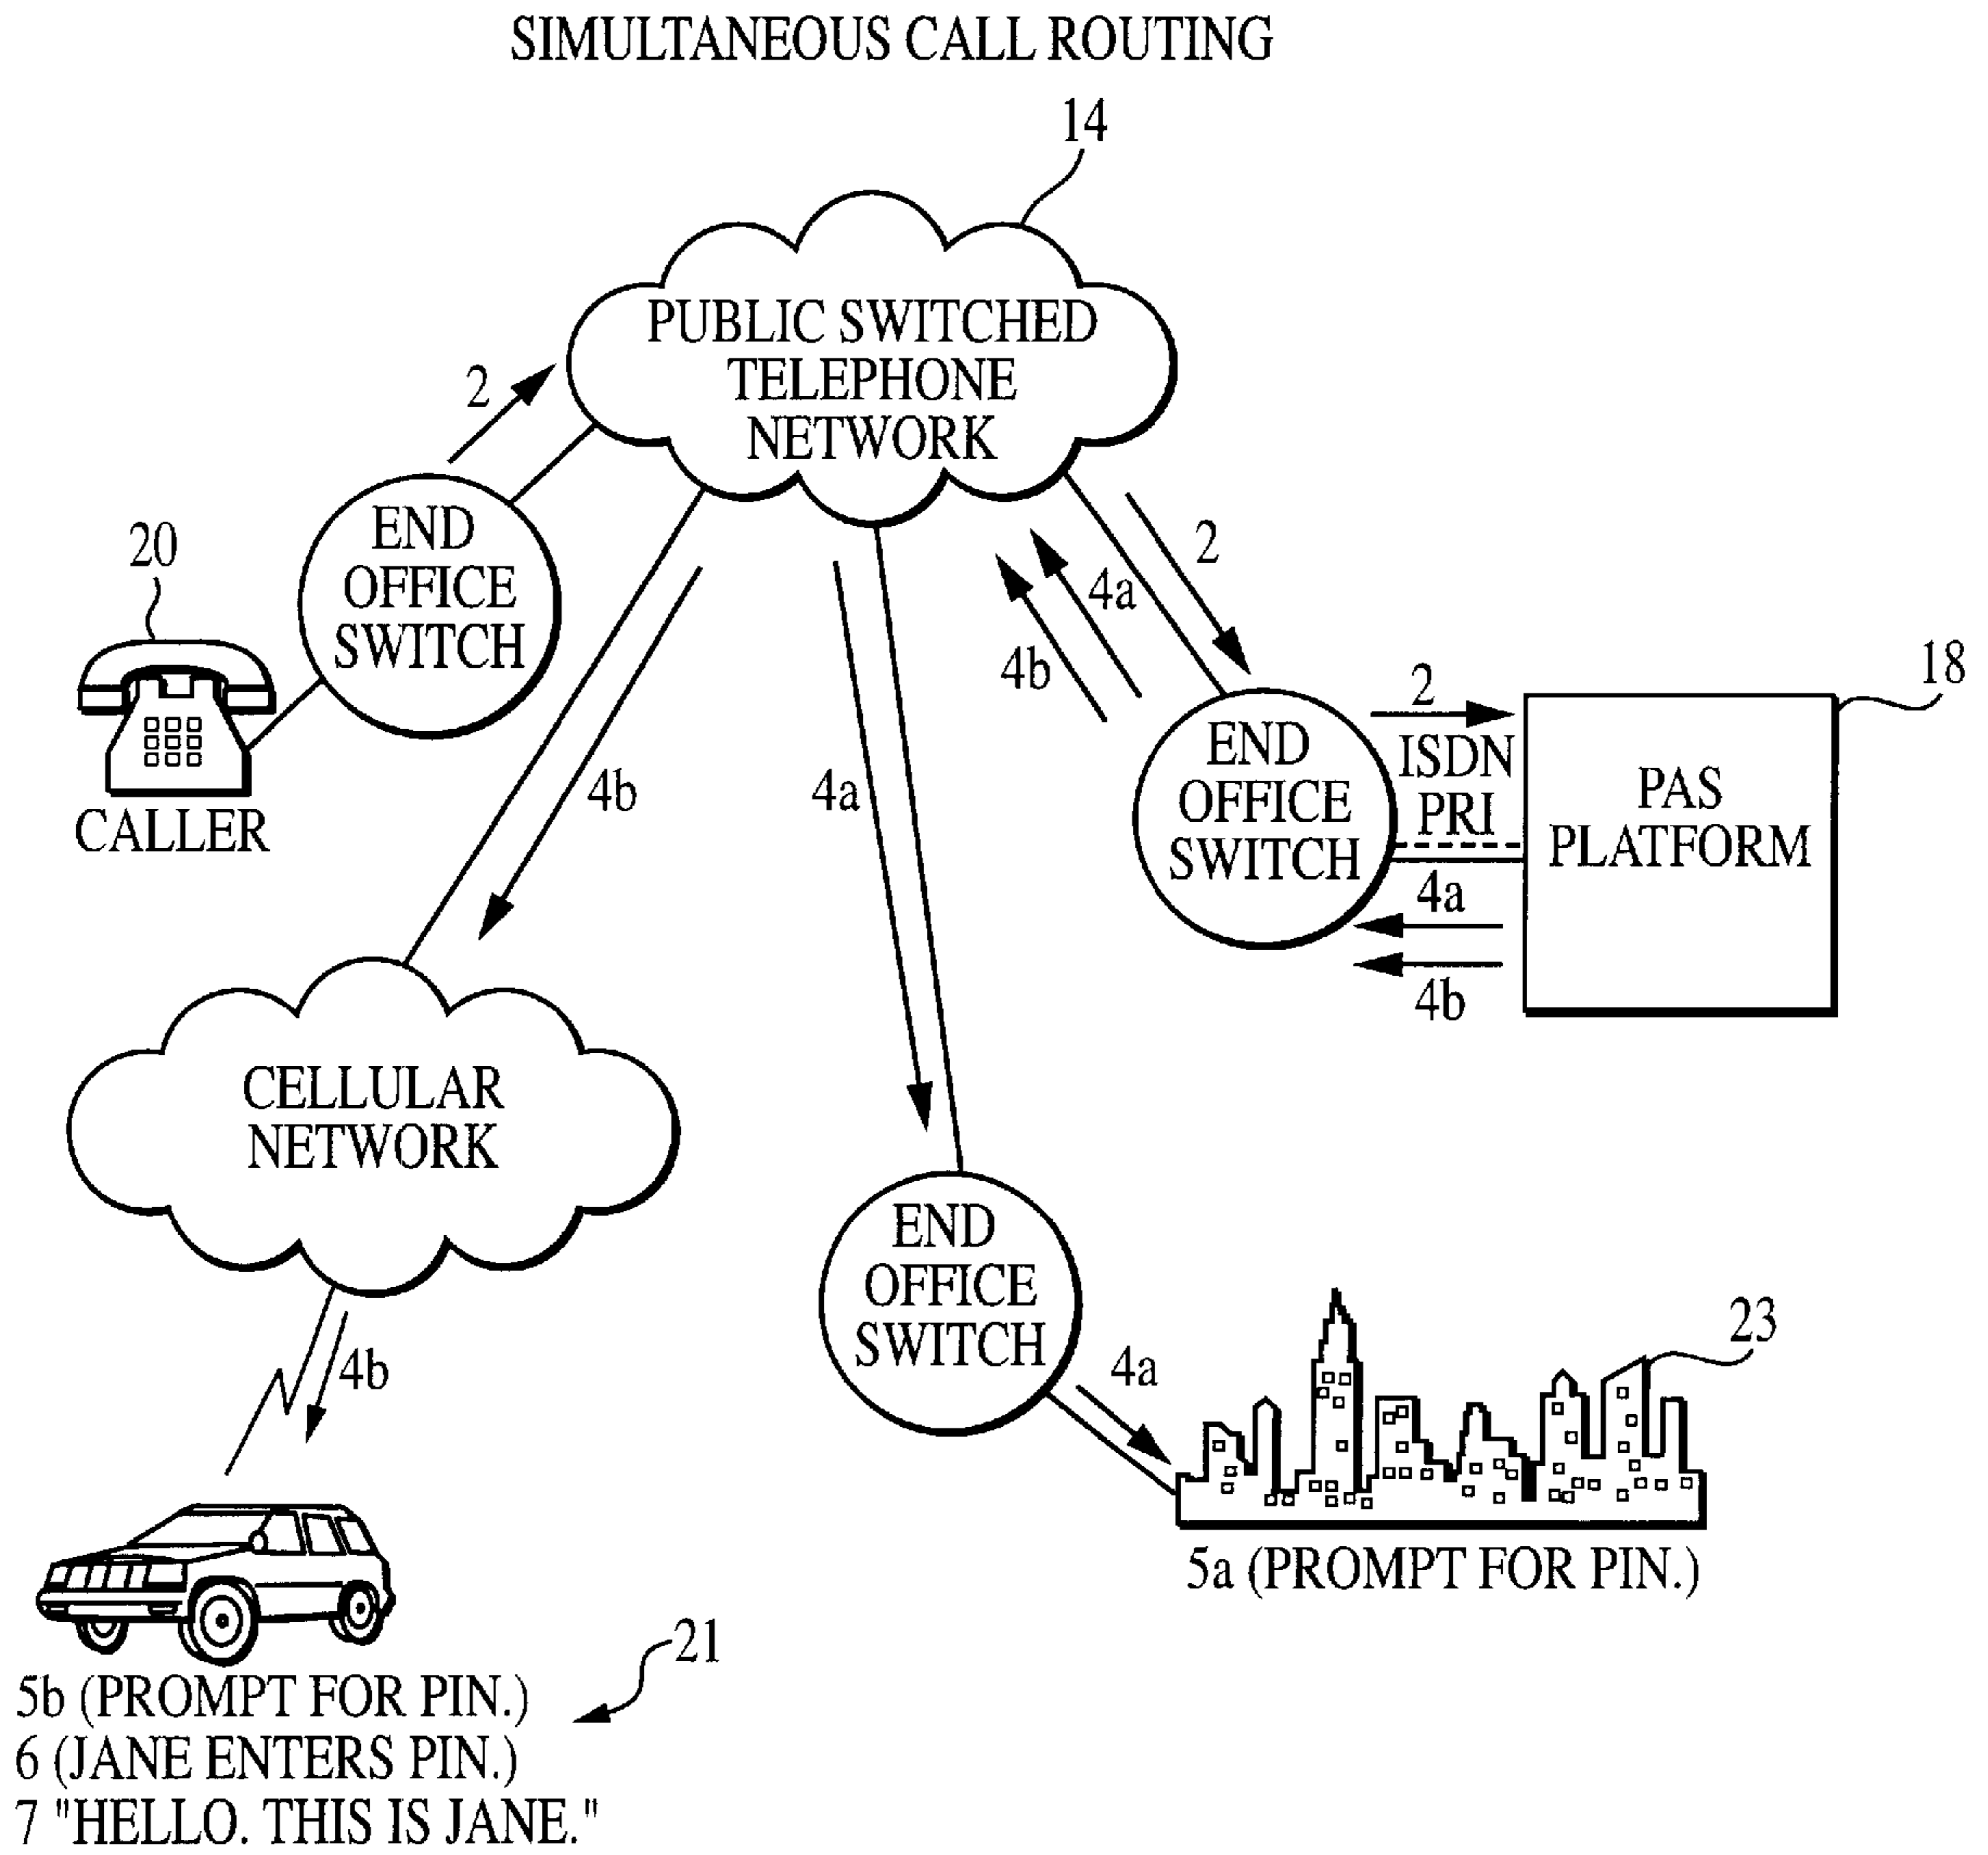 SIMULTANEOUS CALL ROUTING
14
PUBLIC SWITCHED
TELEPHONE
NETWORK
2
END
OFFICE
SWITCH
20
CALLER
2
4a
4b
4b
4a
END
OFFICE
SWITCH
2
ISDN
PRI
4a
4b
18
PAS
PLATFORM
CELLULAR
NETWORK
4b
END
OFFICE
SWITCH
4a
23
5a (PROMPT FOR PIN.)
21
5b (PROMPT FOR PIN.)
6 (JANE ENTERS PIN.)
7 "HELLO. THIS IS JANE."